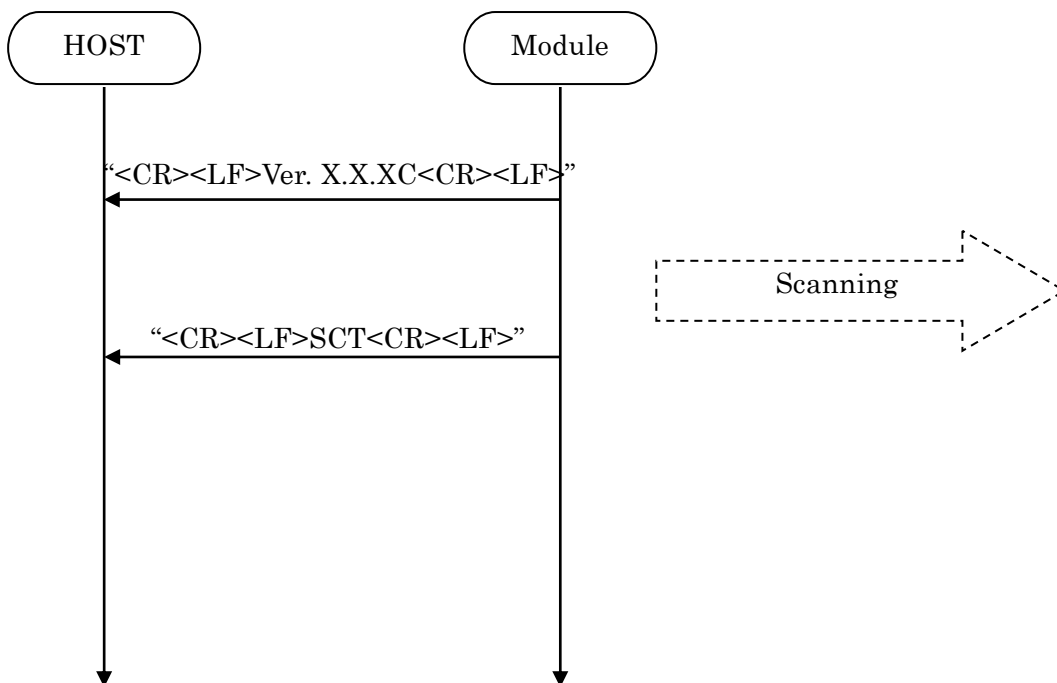 HOST
Module
“<CR><LF>Ver. X.X.XC<CR><LF>”
Scanning
“<CR><LF>SCT<CR><LF>”